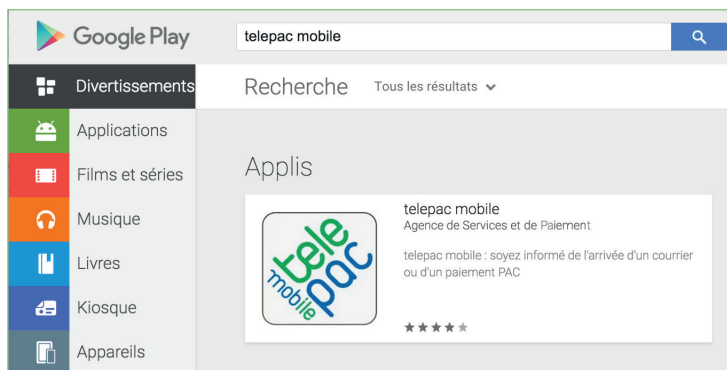 Google Play
telepac mobile
Divertissements
Recherche
Tous les résultats
Applications
Films et séries
Musique
Livres
Kiosque
Appareils
Applis
tele
pac
mobile
telepac mobile
Agence de Services et de Paiement
telepac mobile : soyez informé de l'arrivée d'un courrier
ou d'un paiement PAC